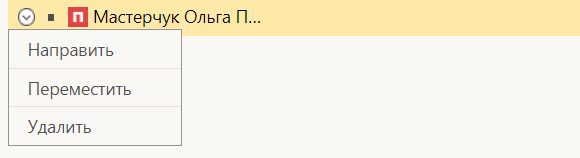 П Мастерчук Ольга П...
Направить
Переместить
Удалить